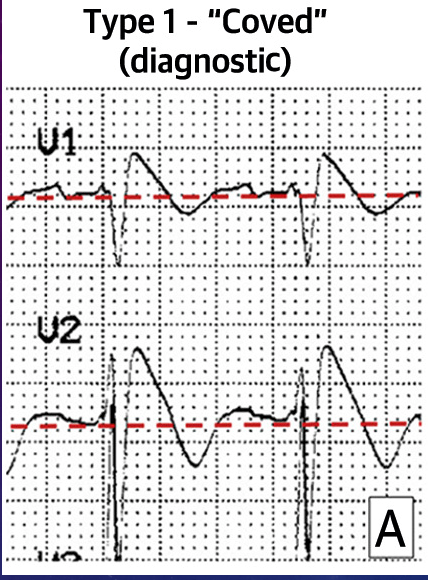 Type 1 - “Coved”
(diagnostic)
V1
V2
A